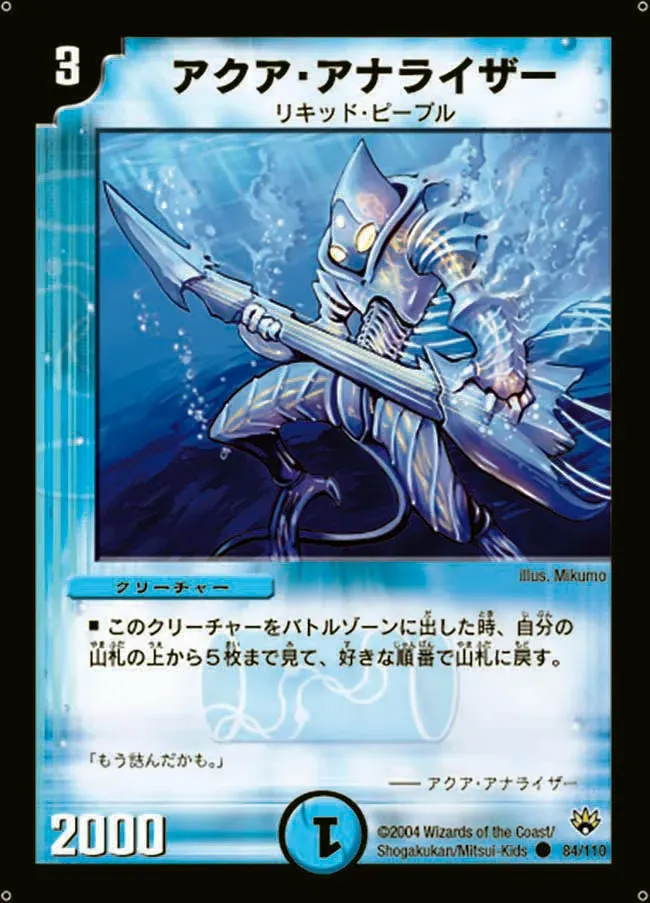 3
アクア・アナライザー
リキッド・ピープル
illus. Mikumo
クリーチャー
■ このクリーチャーをバトルゾーンに出した時、自分の
山札の上から5枚まで見て、好きな順番で山札に戻す。
「もう詰んだかも。」
—— アクア・アナライザー
2000
1
©2004 Wizards of the Coast/
Shogakukan/Mitsui-Kids ● 84/110